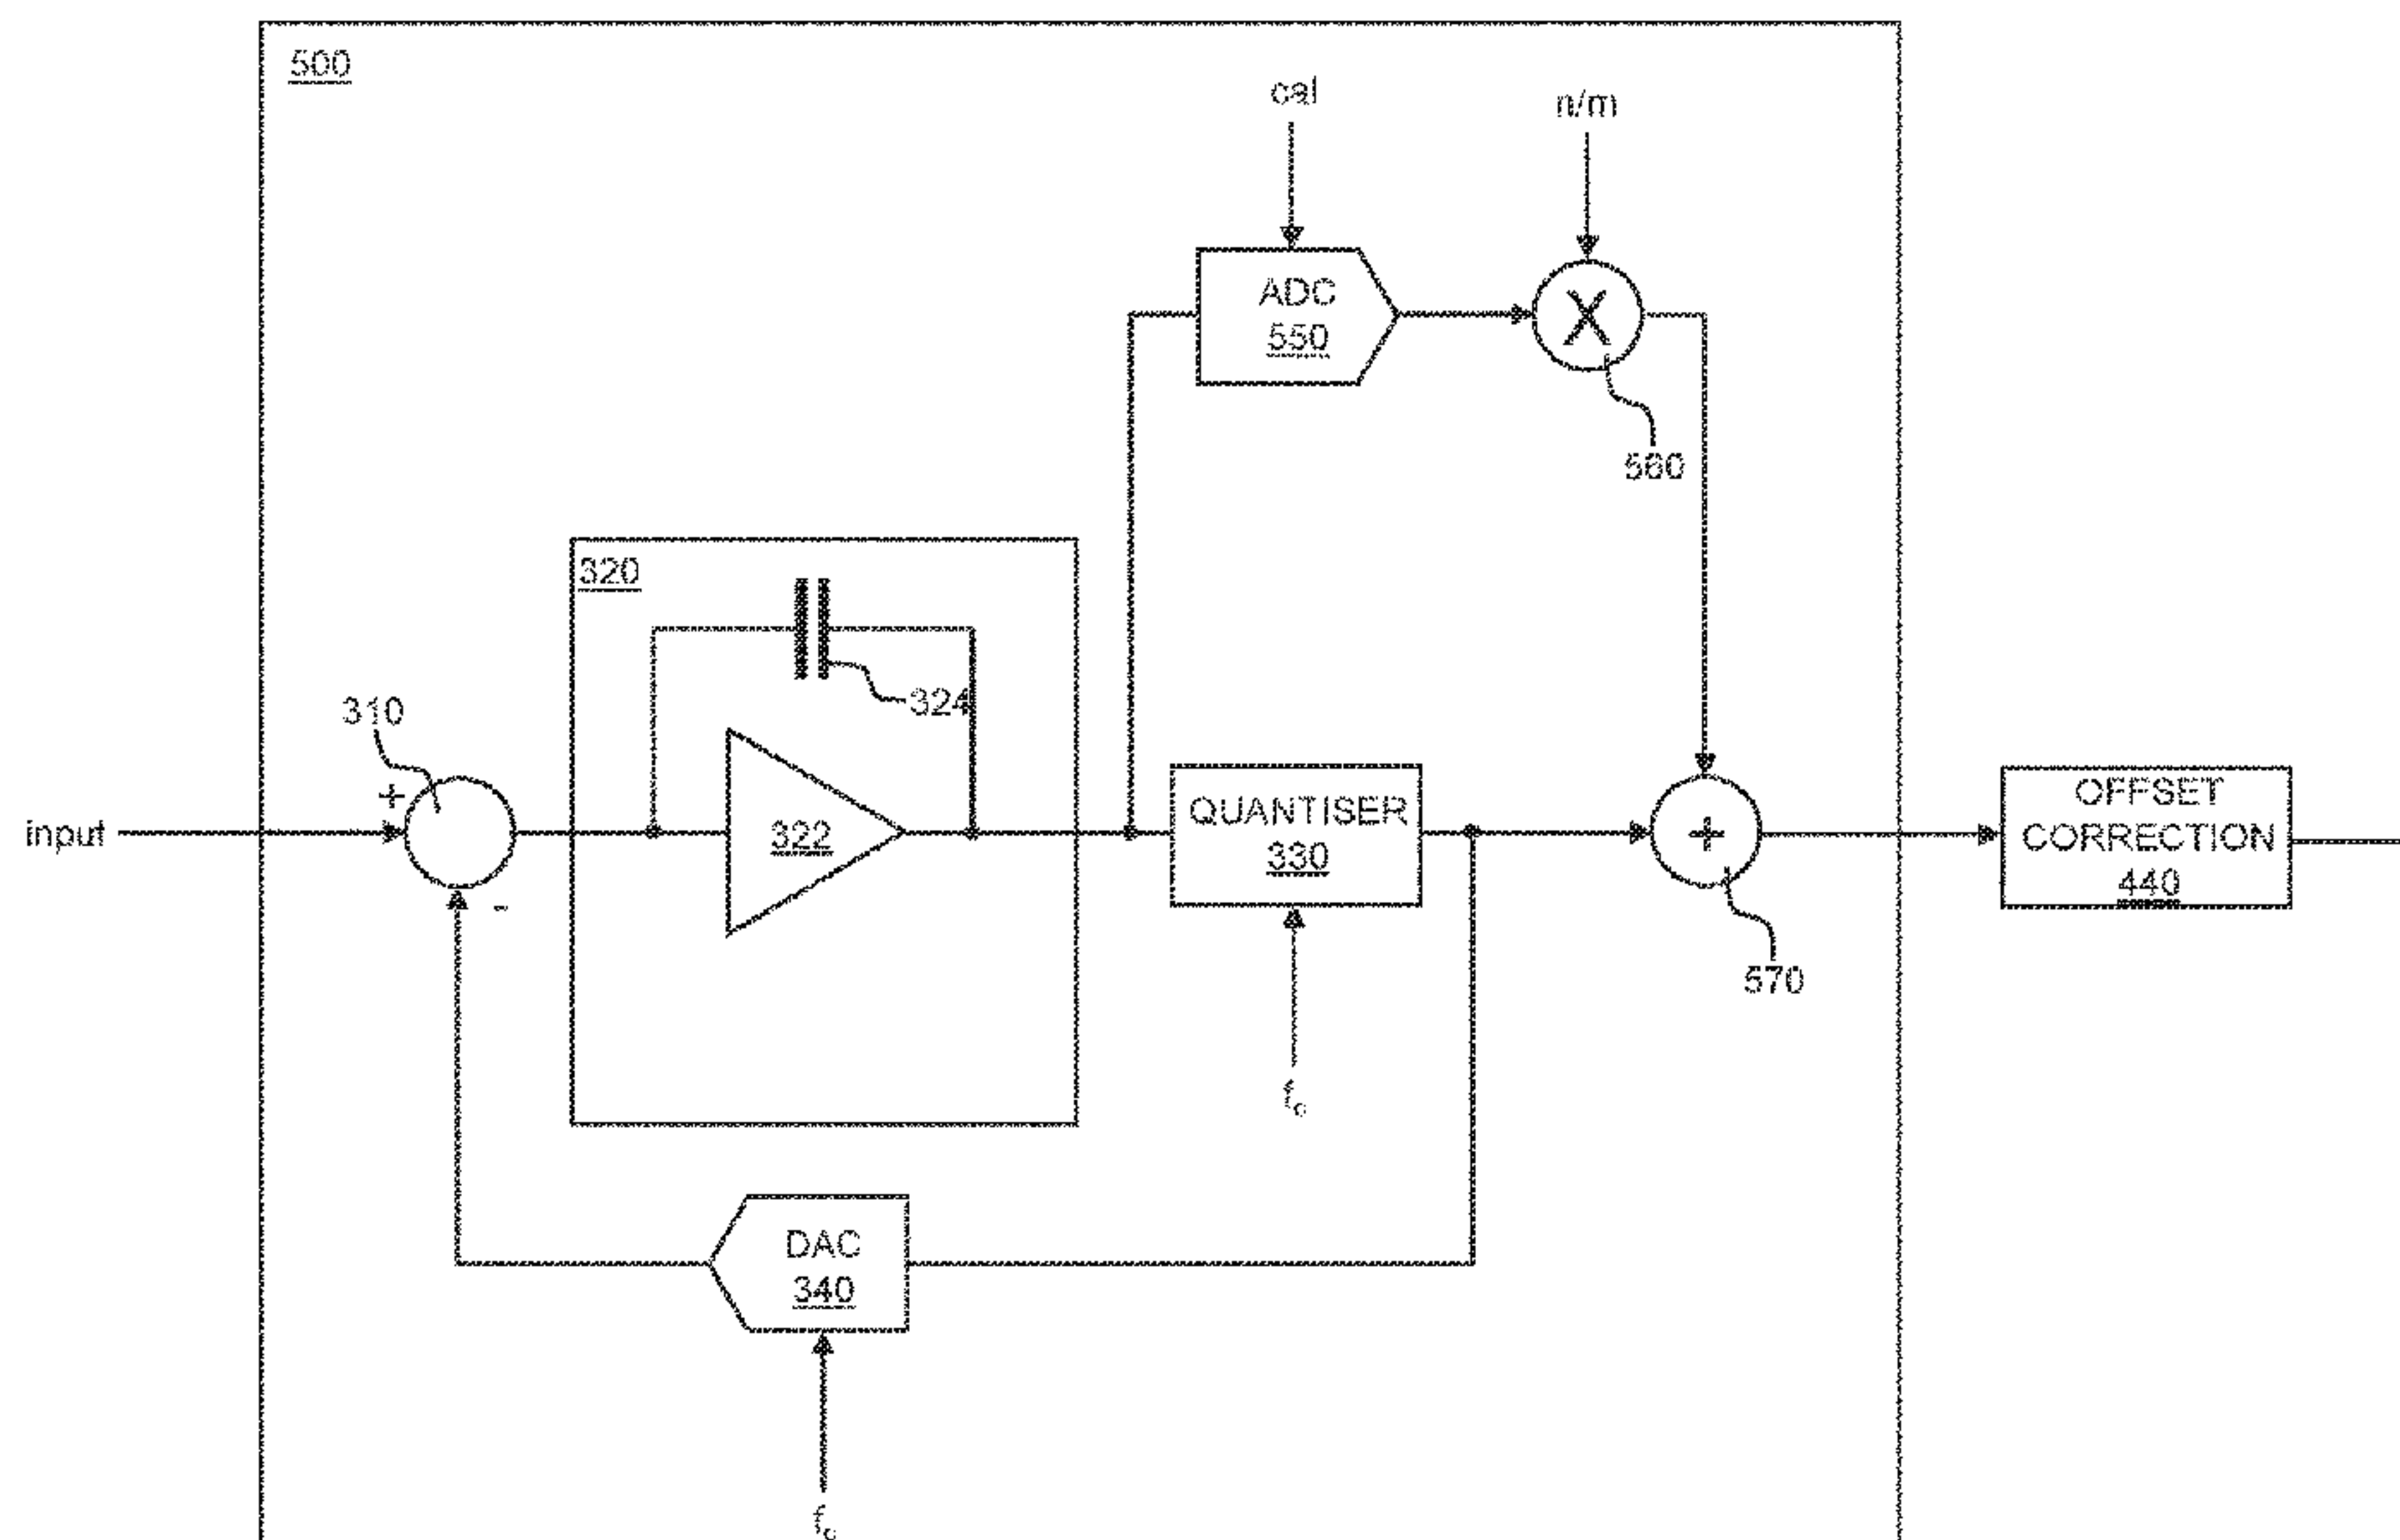 500
cal
n/m
ADC
550
X
560
320
324
310
+
input
322
QUANTISER
330
+
OFFSET
CORRECTION
440
-
570
fc
DAC
340
fc